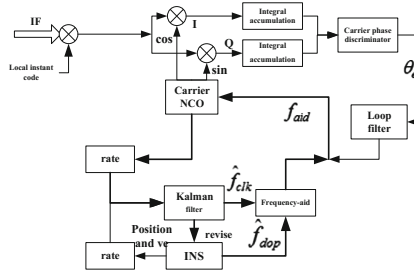 IF
Local instant
code
cos
I
Integral
accumulation
Q
Integral
accumulation
sin
Carrier phase
discriminator
θ
Carrier
NCO
f_aid
Loop
filter
rate
Kalman
filter
f̂_clk
Frequency-aid
revise
f̂_dop
Position
and ve
rate
INS